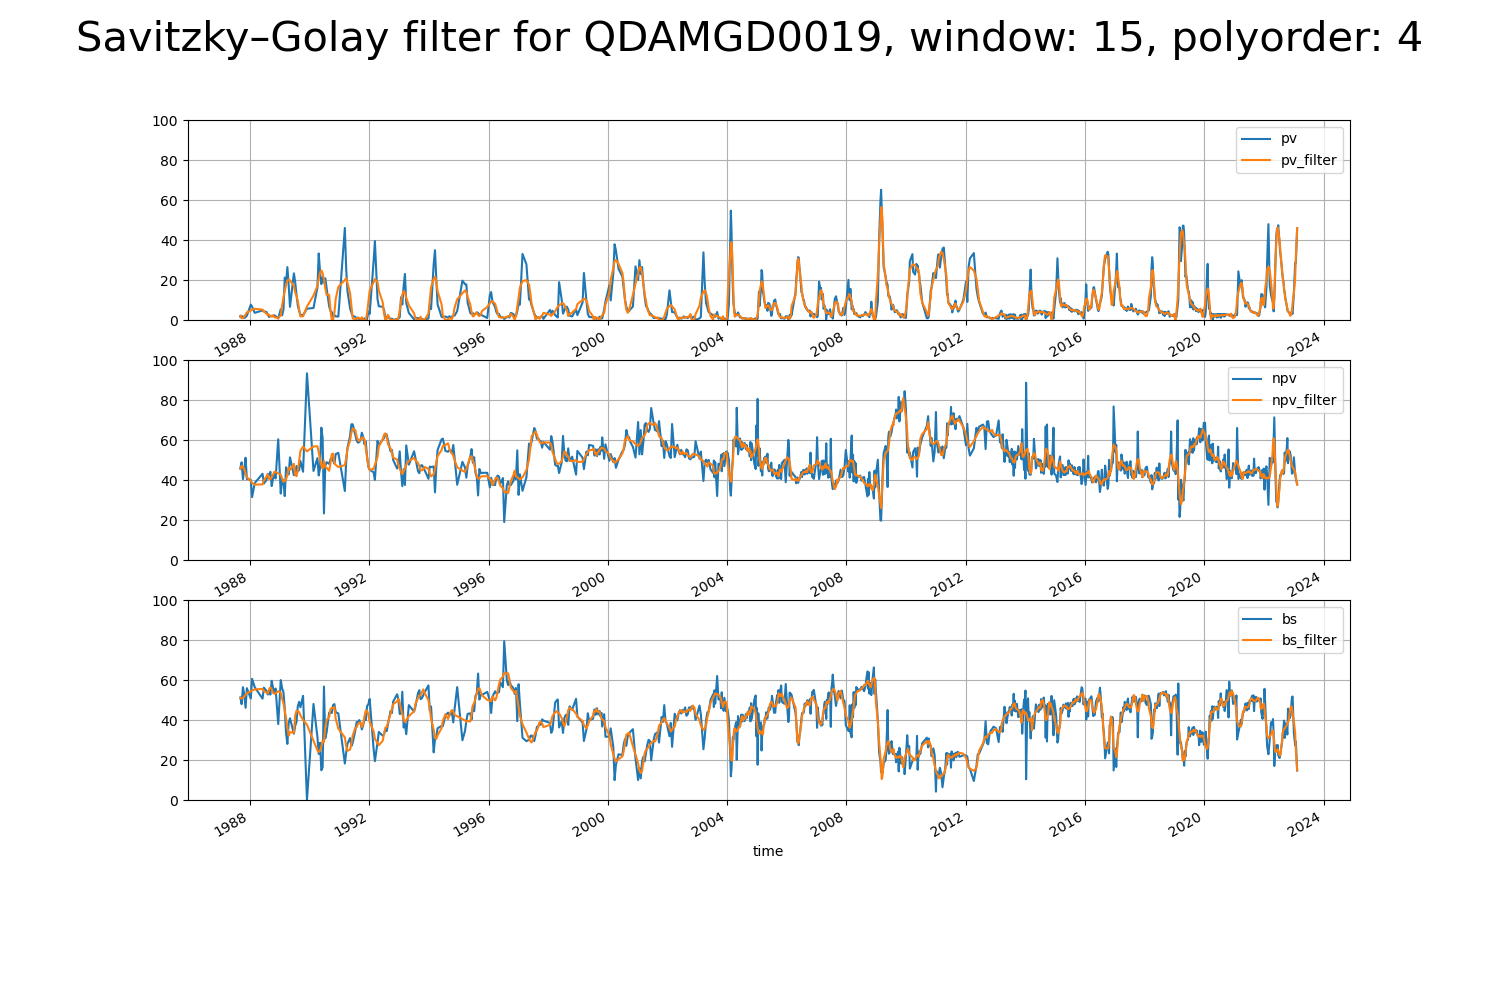 Savitzky–Golay filter for QDAMGD0019, window: 15, polyorder: 4
100
80
60
40
20
0
pv
pv_filter
1988 1992 1996 2000 2004 2008 2012 2016 2020 2024
100
80
60
40
20
0
npv
npv_filter
1988 1992 1996 2000 2004 2008 2012 2016 2020 2024
100
80
60
40
20
0
bs
bs_filter
1988 1992 1996 2000 2004 2008 2012 2016 2020 2024
time